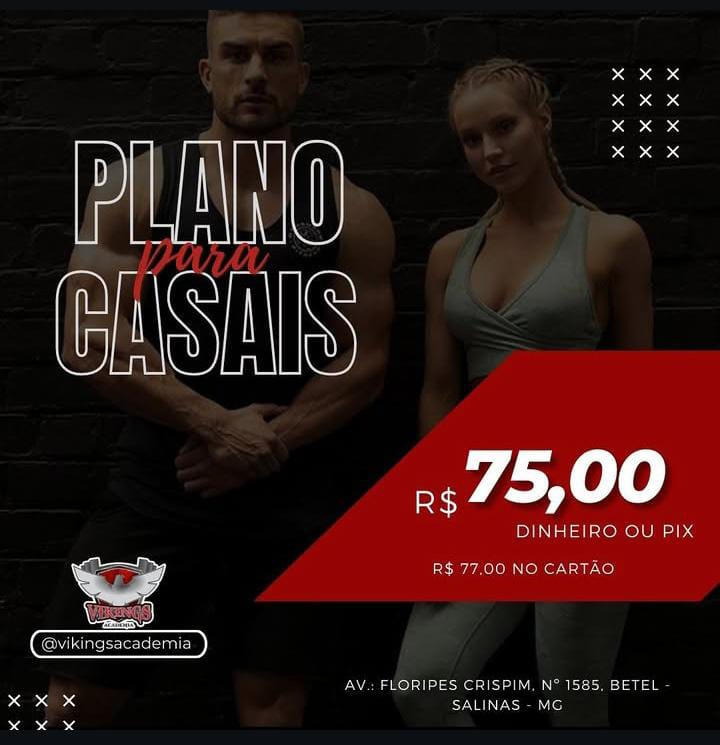 PLANO
para
CASAIS
R$ 75,00
DINHEIRO OU PIX
R$ 77,00 NO CARTÃO
VIKINGS
ACADEMIA
@vikingsacademia
AV.: FLORIPES CRISPIM, Nº 1585, BETEL -
SALINAS - MG